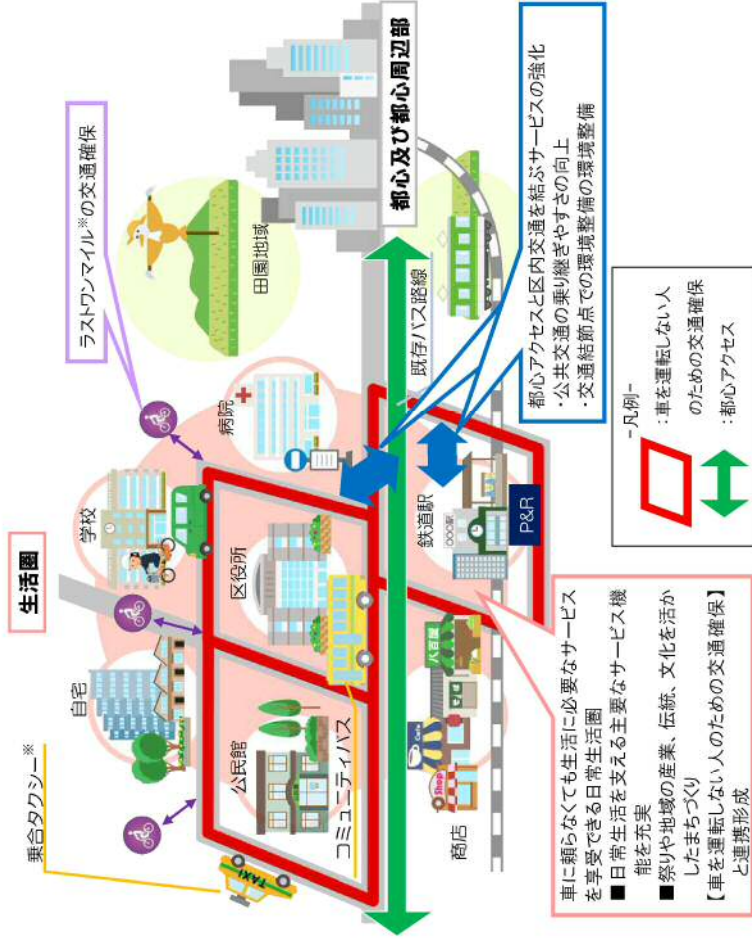 生活圏
乗合タクシー※
自宅
学校
ラストワンマイル※の交通確保
TAXI
公民館
区役所
病院
田園地域
コミュニティバス
既存バス路線
都心及び都心周辺部
商店
Shop
Cafe
八百屋
鉄道駅
○○○駅
P&R
都心アクセスと区内交通を結ぶサービスの強化
・公共交通の乗り継ぎやすさの向上
・交通結節点での環境整備の環境整備
車に頼らなくても生活に必要なサービス
を享受できる日常生活圏
■日常生活を支える主要なサービス機
能を充実
■祭りや地域の産業、伝統、文化を活か
したまちづくり
【車を運転しない人のための交通確保】
と連携形成
-凡例-
:車を運転しない人
のための交通確保
:都心アクセス